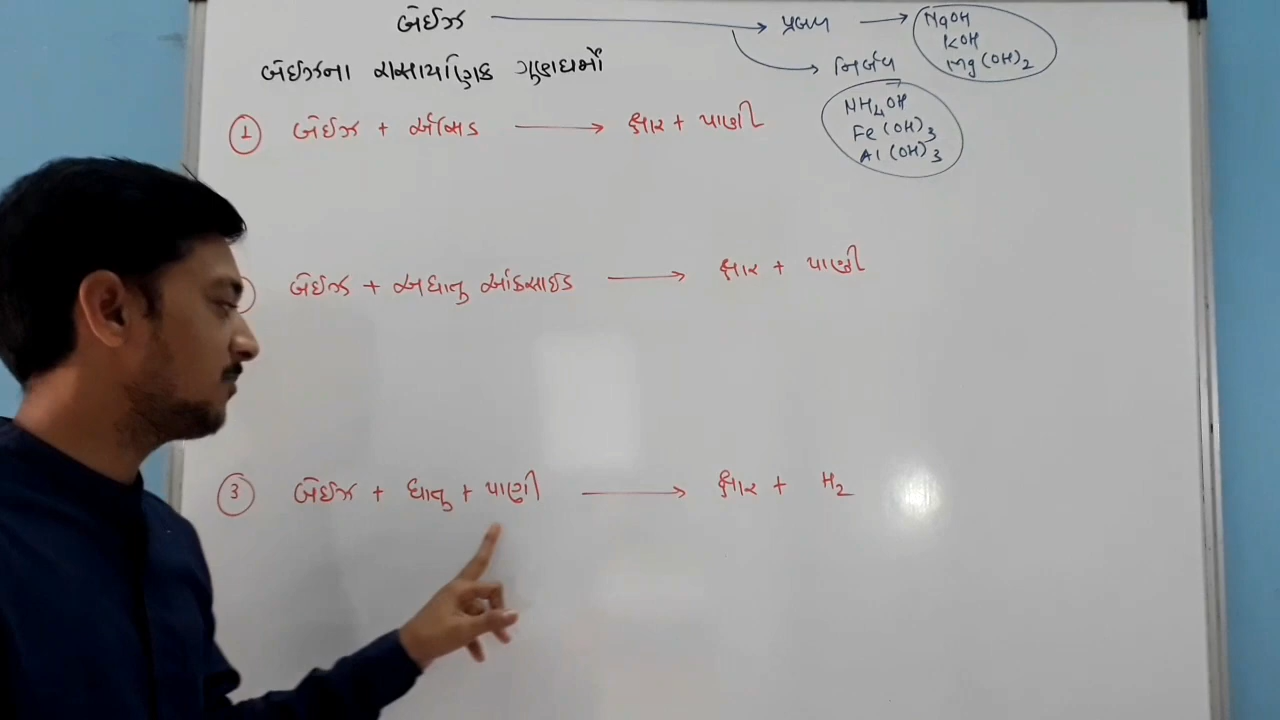 બેઈઝ → પ્રબળ → NaOH
KOH
Mg(OH)2
→ નિર્બળ
NH4OH
Fe(OH)3
Al(OH)3
બેઈઝના રાસાયણિક ગુણધર્મો
1 બેઈઝ + એસિડ → ક્ષાર + પાણી
બેઈઝ + અધાતુ ઓકસાઈડ → ક્ષાર + પાણી
3 બેઈઝ + ધાતુ + પાણી → ક્ષાર + H2